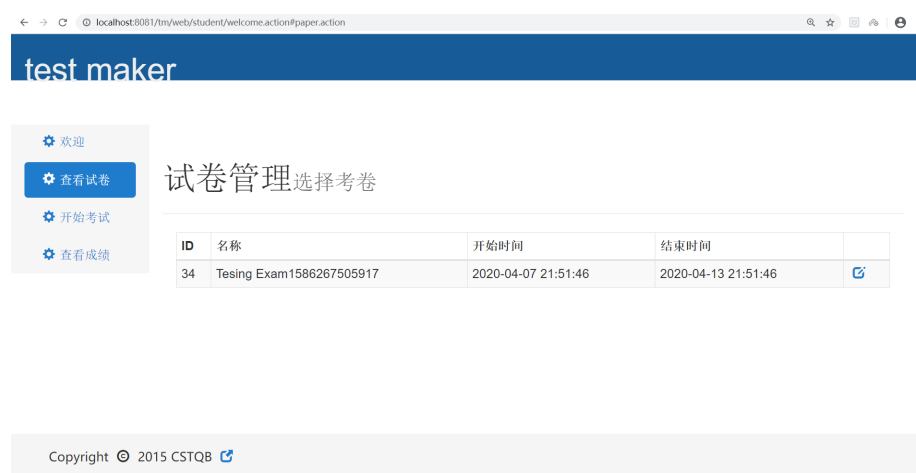 localhost:8081/tm/web/student/welcome.action#paper.action
test maker
欢迎
查看试卷
开始考试
查看成绩
试卷管理选择考卷
ID 名称 开始时间 结束时间
34 Tesing Exam1586267505917 2020-04-07 21:51:46 2020-04-13 21:51:46
Copyright © 2015 CSTQB